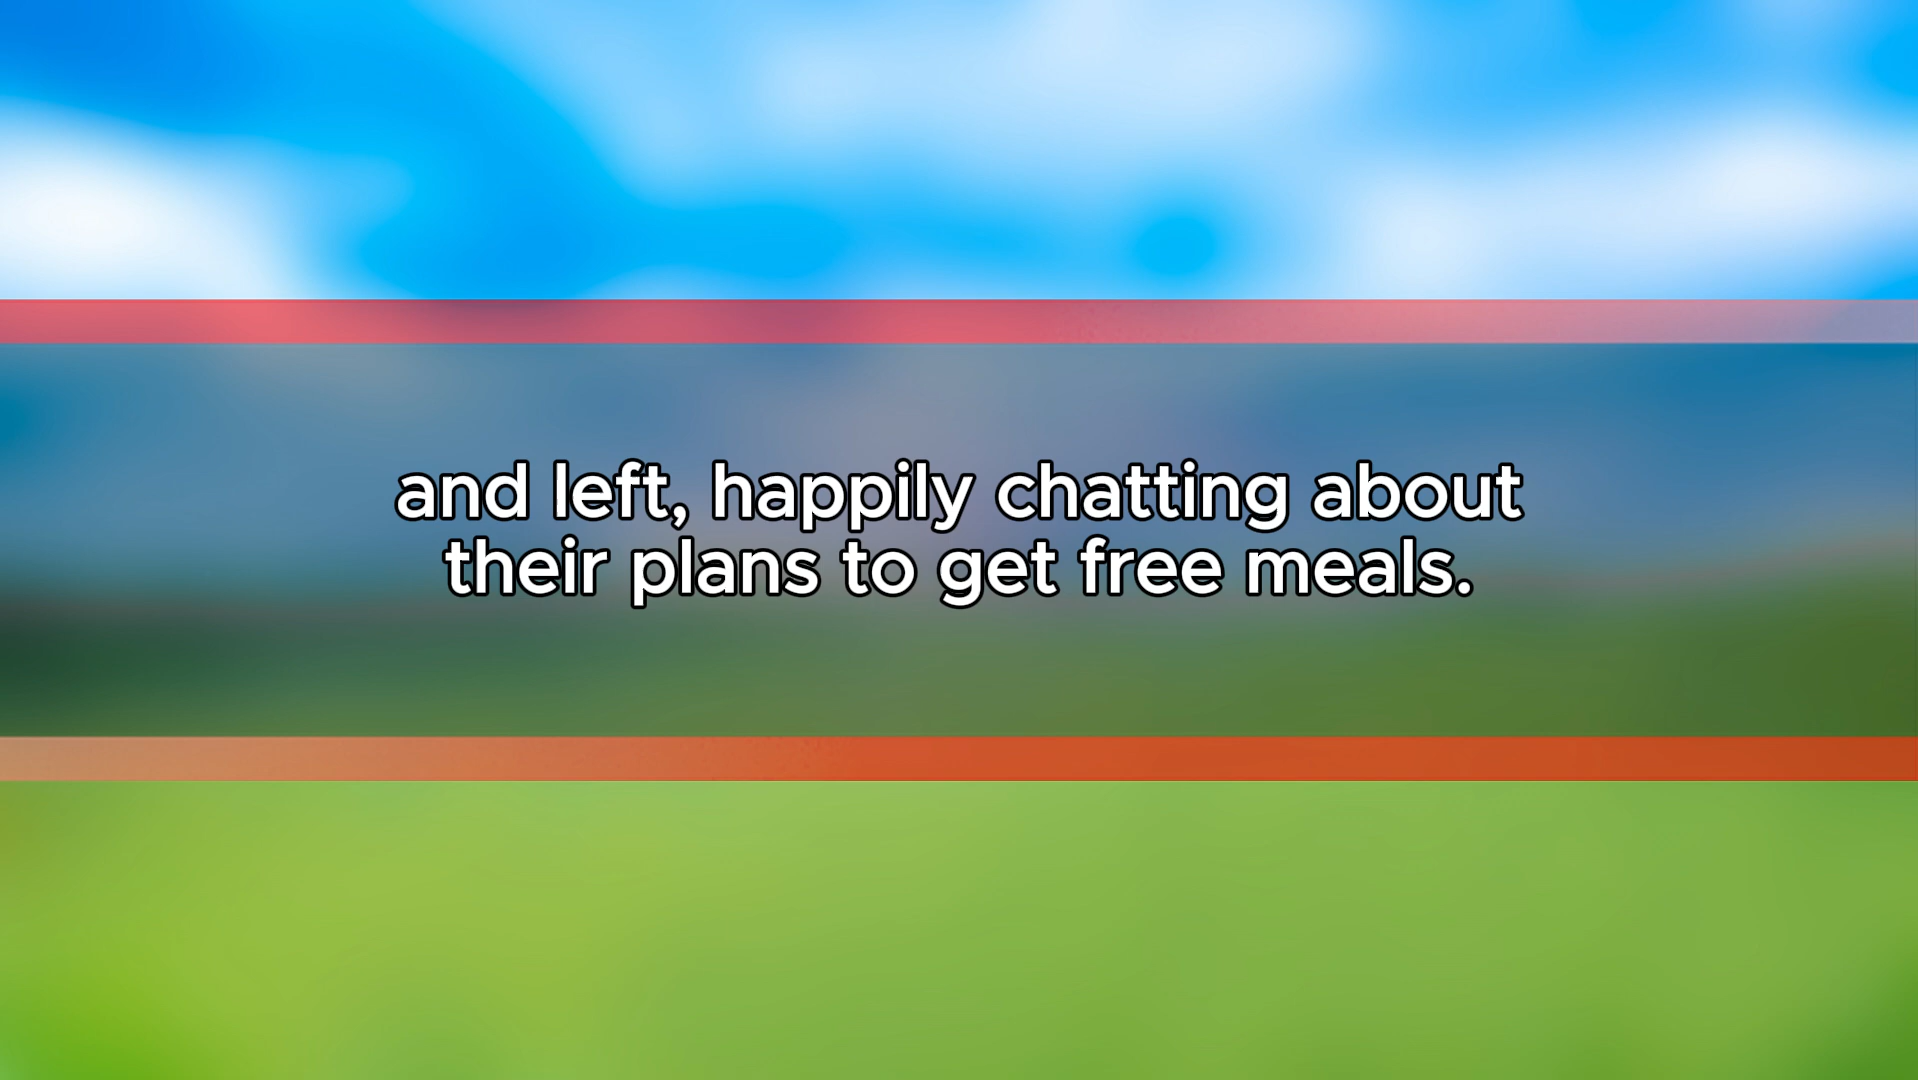 and left, happily chatting about
their plans to get free meals.